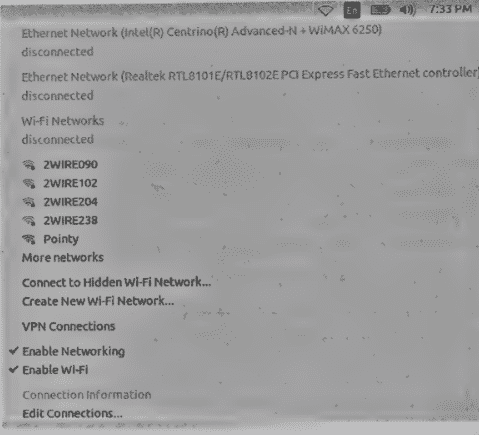 En 7:33 PM
Ethernet Network (Intel(R) Centrino(R) Advanced-N + WiMAX 6250)
disconnected
Ethernet Network (Realtek RTL8101E/RTL8102E PCI Express Fast Ethernet controller)
disconnected
Wi-Fi Networks
disconnected
2WIRE090
2WIRE102
2WIRE204
2WIRE238
Pointy
More networks
Connect to Hidden Wi-Fi Network...
Create New Wi-Fi Network...
VPN Connections
Enable Networking
Enable Wi-Fi
Connection Information
Edit Connections...